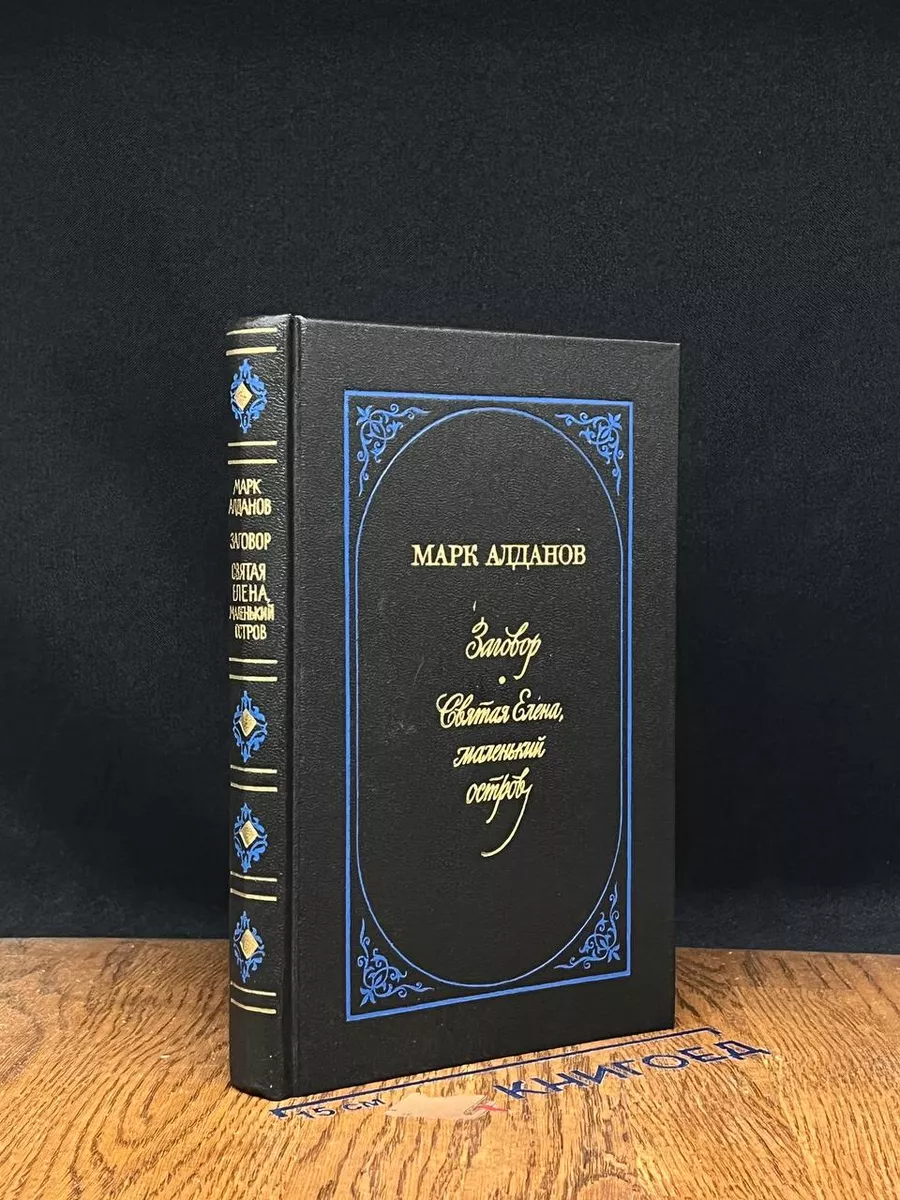 МАРК
АЛДАНОВ
ЗАГОВОР
СВЯТАЯ
ЕЛЕНА,
МАЛЕНЬКИЙ
ОСТРОВ
МАРК АЛДАНОВ
Заговор
•
Святая Елена,
маленький
остров
15 см
КНИГОЕД